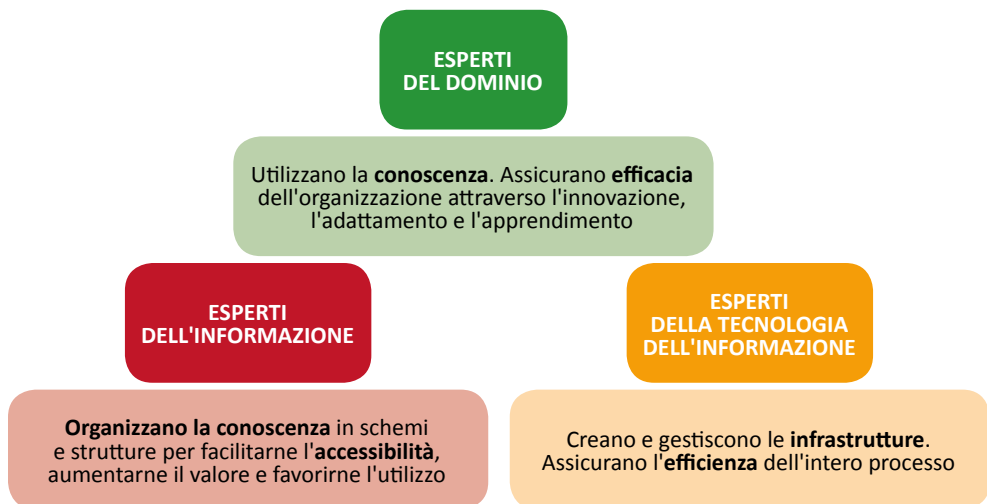 ESPERTI
DEL DOMINIO
Utilizzano la conoscenza. Assicurano efficacia
dell'organizzazione attraverso l'innovazione,
l'adattamento e l'apprendimento
ESPERTI
DELL'INFORMAZIONE
Organizzano la conoscenza in schemi
e strutture per facilitarne l'accessibilità,
aumentarne il valore e favorirne l'utilizzo
ESPERTI
DELLA TECNOLOGIA
DELL'INFORMAZIONE
Creano e gestiscono le infrastrutture.
Assicurano l'efficienza dell'intero processo